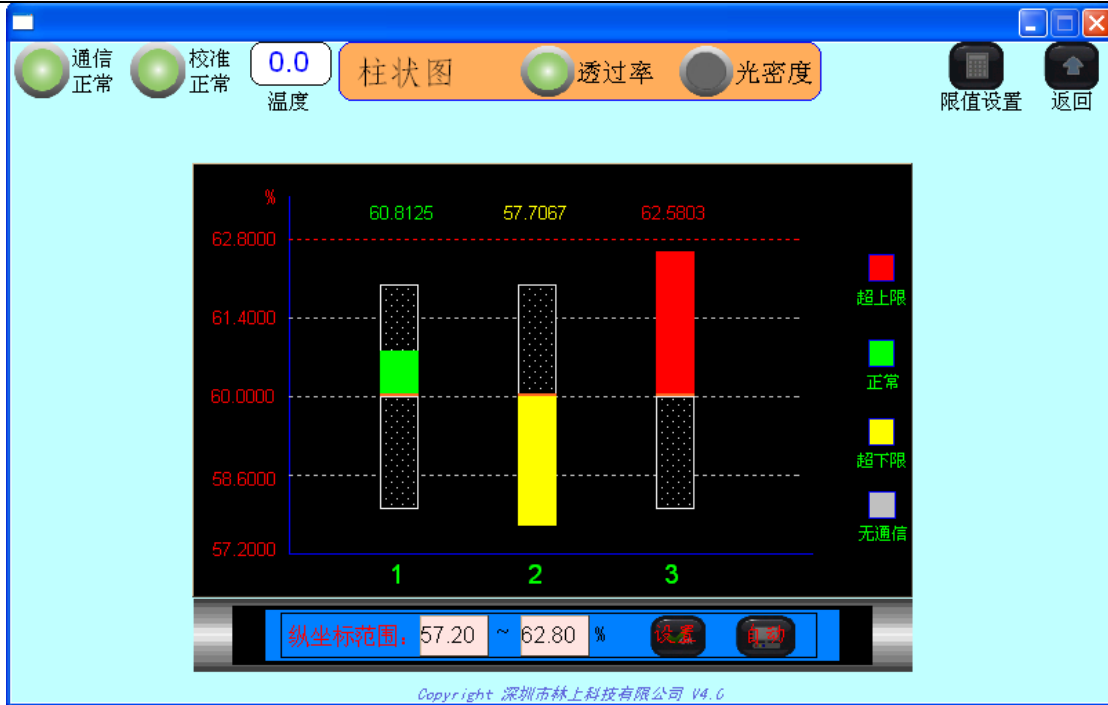 通信
正常
校准
正常
0.0
温度
柱状图
透过率
光密度
限值设置
返回
%
60.8125
57.7067
62.5803
62.8000
61.4000
60.0000
58.6000
57.2000
1
2
3
超上限
正常
超下限
无通信
纵坐标范围:
57.20
~
62.80
%
设置
自动
Copyright 深圳市林上科技有限公司 V4.0